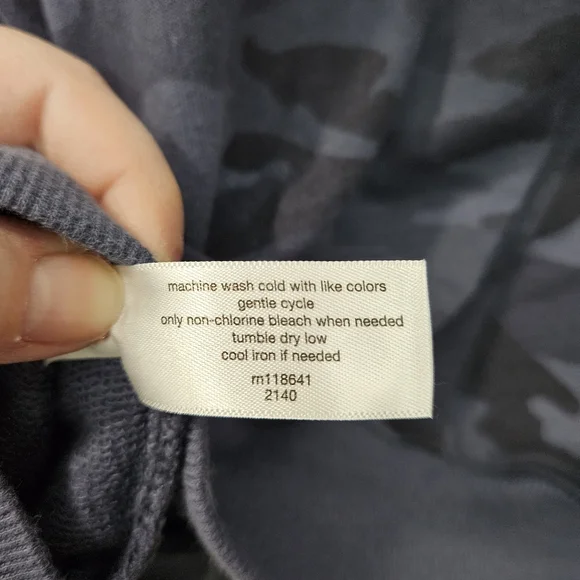 machine wash cold with like colors
gentle cycle
only non-chlorine bleach when needed
tumble dry low
cool iron if needed
rn118641
2140